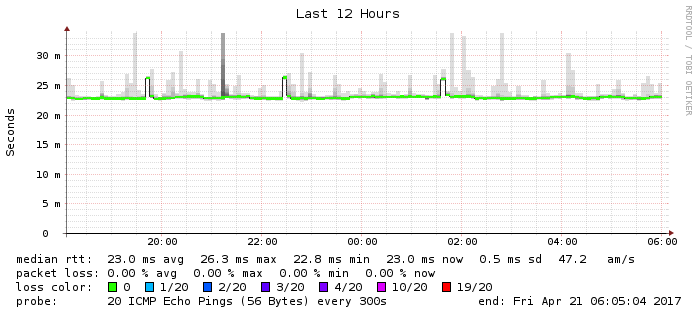 Last 12 Hours
RRDTOOL / TOBI OETIKER
Seconds
30 m
25 m
20 m
15 m
10 m
5 m
0
20:00 22:00 00:00 02:00 04:00 06:00
median rtt: 23.0 ms avg 26.3 ms max 22.8 ms min 23.0 ms now 0.5 ms sd 47.2 am/s
packet loss: 0.00 % avg 0.00 % max 0.00 % min 0.00 % now
loss color: 0 1/20 2/20 3/20 4/20 10/20 19/20
probe: 20 ICMP Echo Pings (56 Bytes) every 300s end: Fri Apr 21 06:05:04 2017